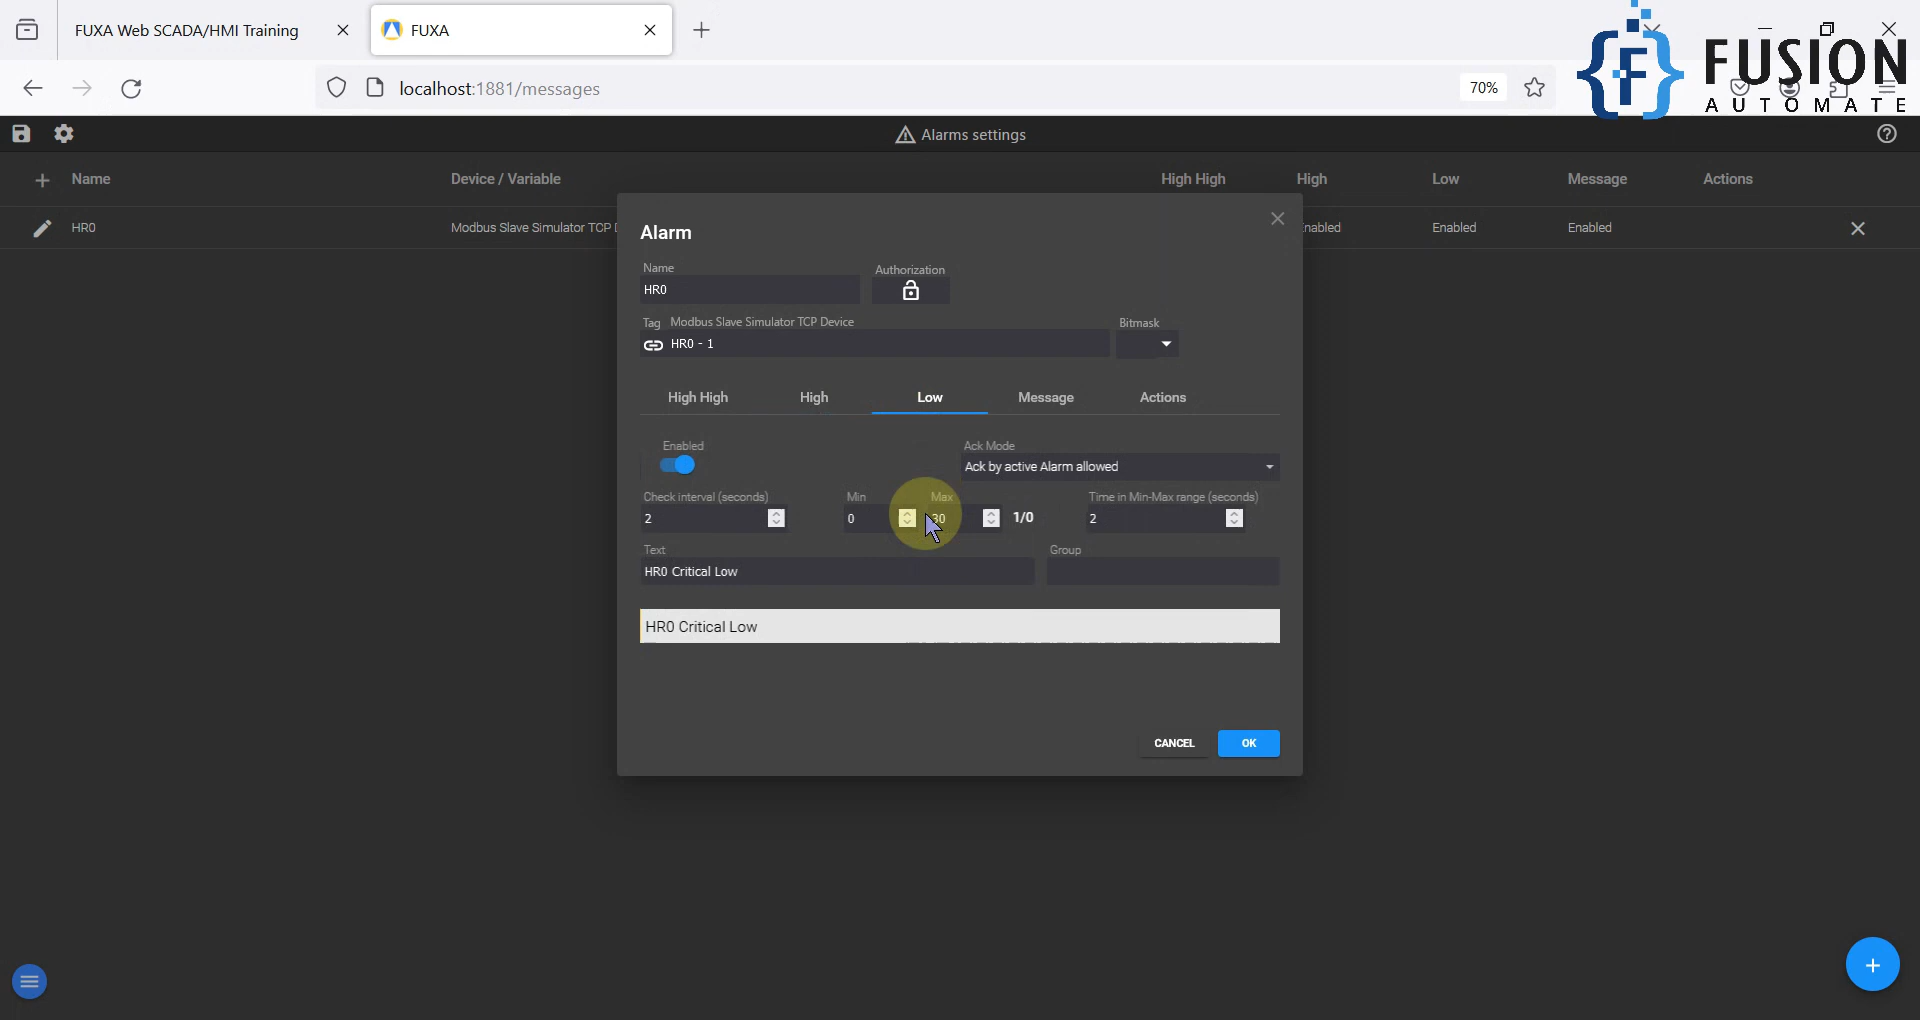 FUXA Web SCADA/HMI Training
FUXA
localhost:1881/messages
70%
FUSION
AUTOMATE
Alarms settings
Name
Device / Variable
High High
High
Low
Message
Actions
HR0
Modbus Slave Simulator TCP
Enabled
Enabled
Alarm
Name
Authorization
HR0
Tag
Modbus Slave Simulator TCP Device
Bitmask
HR0 - 1
High High
High
Low
Message
Actions
Enabled
Ack Mode
Ack by active Alarm allowed
Check interval (seconds)
Min
Max
Time in Min-Max range (seconds)
2
0
30
1/0
2
Text
Group
HR0 Critical Low
HR0 Critical Low
CANCEL
OK